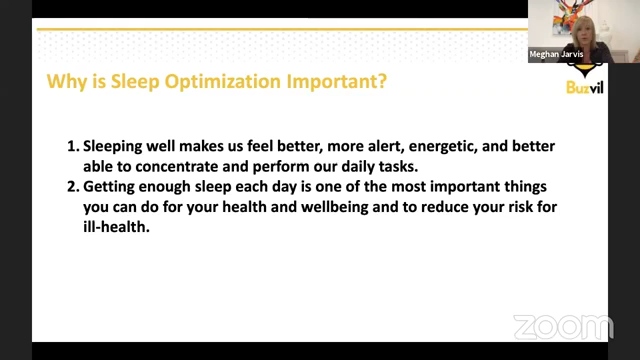 Meghan Jarvis
Buzvil
Why is Sleep Optimization Important?
1. Sleeping well makes us feel better, more alert, energetic, and better
able to concentrate and perform our daily tasks.
2. Getting enough sleep each day is one of the most important things
you can do for your health and wellbeing and to reduce your risk for
ill-health.
zoom